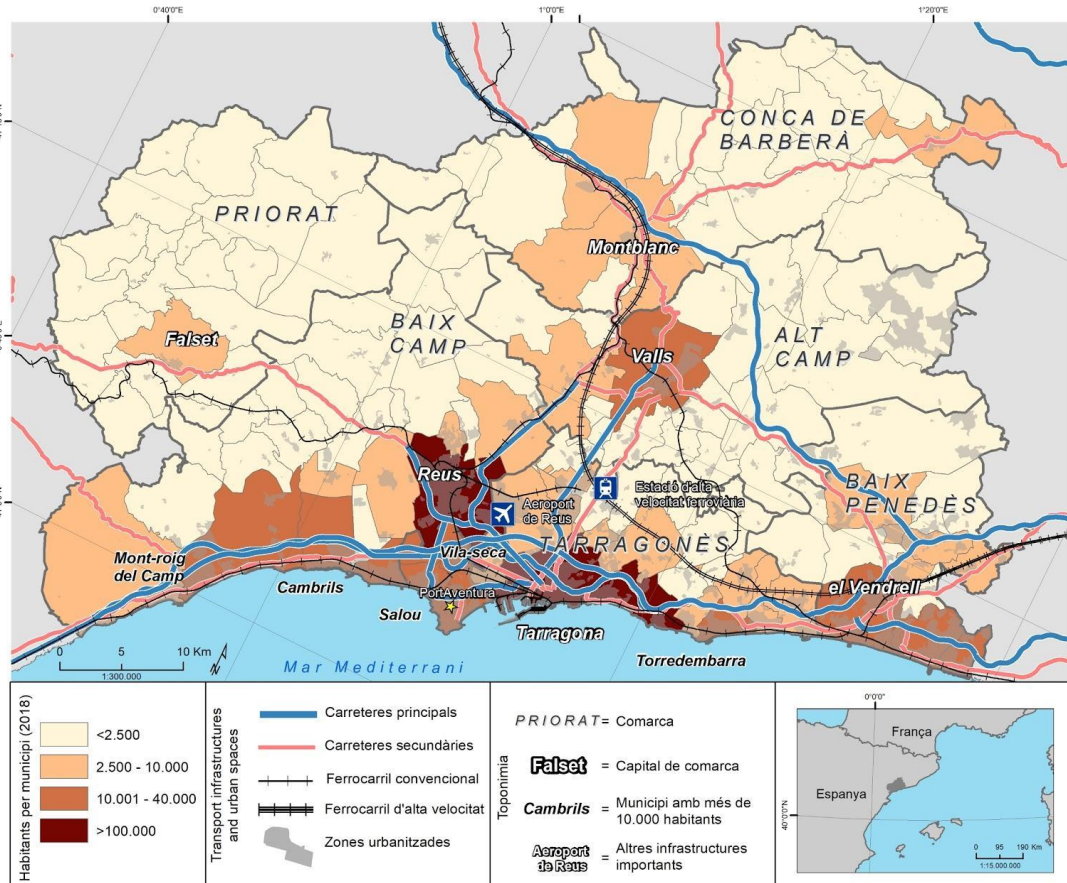 0°40'0"E
1°0'0"E
1°20'0"E
CONCA DE
BARBERÀ
PRIORAT
Montblanc
BAIX
CAMP
ALT
CAMP
Falset
Valls
Reus
Estació d'alta
velocitat ferroviària
Aeroport
de Reus
BAIX
PENEDÈS
TARRAGONÈS
Vila-seca
Mont-roig
del Camp
el Vendrell
Cambrils
PortAventura
Salou
Tarragona
Torredembarra
Mar Mediterrani
0 5 10 Km
1:300.000
N
Habitants per municipi (2018)
<2.500
2.500 - 10.000
10.001 - 40.000
>100.000
Transport infrastructures
and urban spaces
Carreteres principals
Carreteres secundàries
Ferrocarril convencional
Ferrocarril d'alta velocitat
Zones urbanitzades
Toponimia
PRIORAT = Comarca
Falset = Capital de comarca
Cambrils = Municipi amb més de
10.000 habitants
Aeroport
de Reus = Altres infrastructures
importants
0°0'0"
França
Espanya
40°0'0"N
0 95 190 Km
1:15.000.000